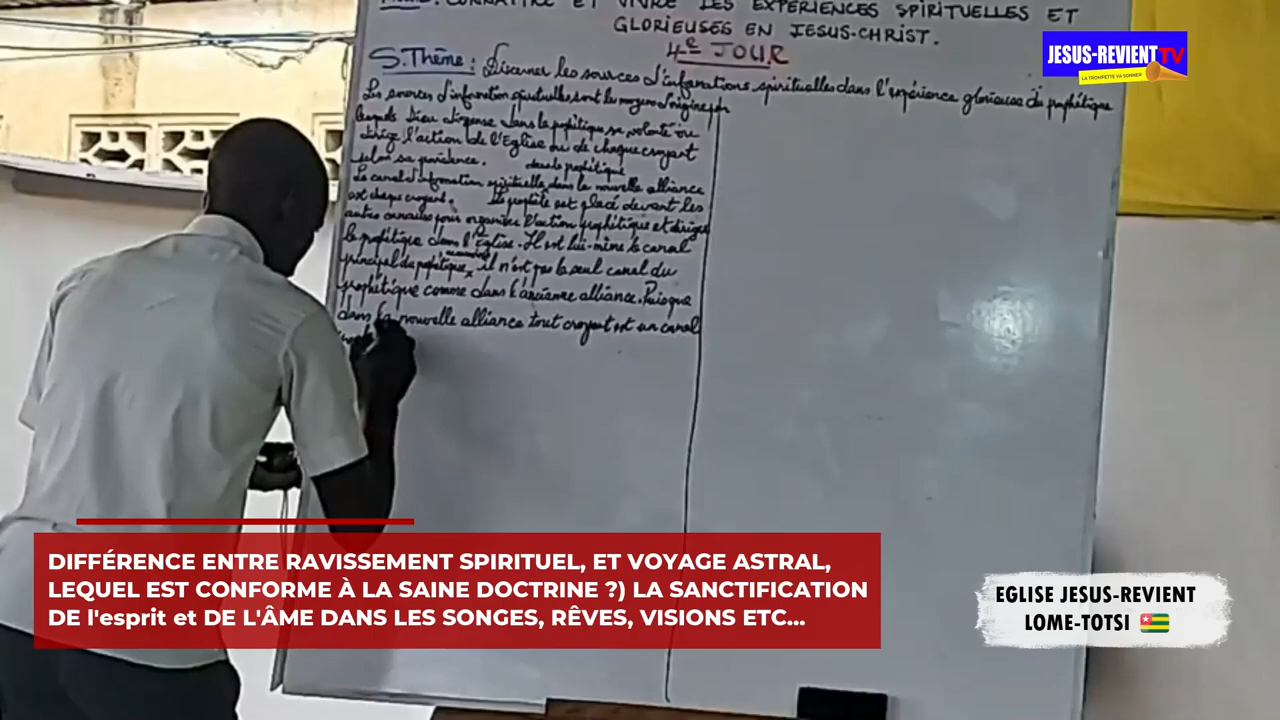 CONNAITRE ET VIVRE LES EXPERIENCES SPIRITUELLES ET
GLORIEUSES EN JESUS-CHRIST.
4e JOUR
S.Thème: Discerner les sources d'informations spirituelles dans l'expérience glorieuse du prophétique
Les sources d'information spirituelles sont les moyens d'origine par
lesquels Dieu dispense dans le prophétique sa volonté ou
dirige l'action de l'Eglise ou de chaque croyant
selon sa providence.
dans le prophétique
Le canal d'information spirituelle dans la nouvelle alliance
est chaque croyant. Le prophète est placé devant les
autres canaux pour organiser l'action prophétique et diriger
le prophétique dans l'Eglise. Il est lui-même le canal
principal du prophétique, il n'est pas le seul canal du
prophétique comme dans l'ancienne alliance. Puisque
dans la nouvelle alliance tout croyant est un canal
JESUS-REVIENT TV
LA TROMPETTE VA SONNER
DIFFÉRENCE ENTRE RAVISSEMENT SPIRITUEL, ET VOYAGE ASTRAL,
LEQUEL EST CONFORME À LA SAINE DOCTRINE ?) LA SANCTIFICATION
DE l'esprit et DE L'ÂME DANS LES SONGES, RÊVES, VISIONS ETC...
EGLISE JESUS-REVIENT
LOME-TOTSI